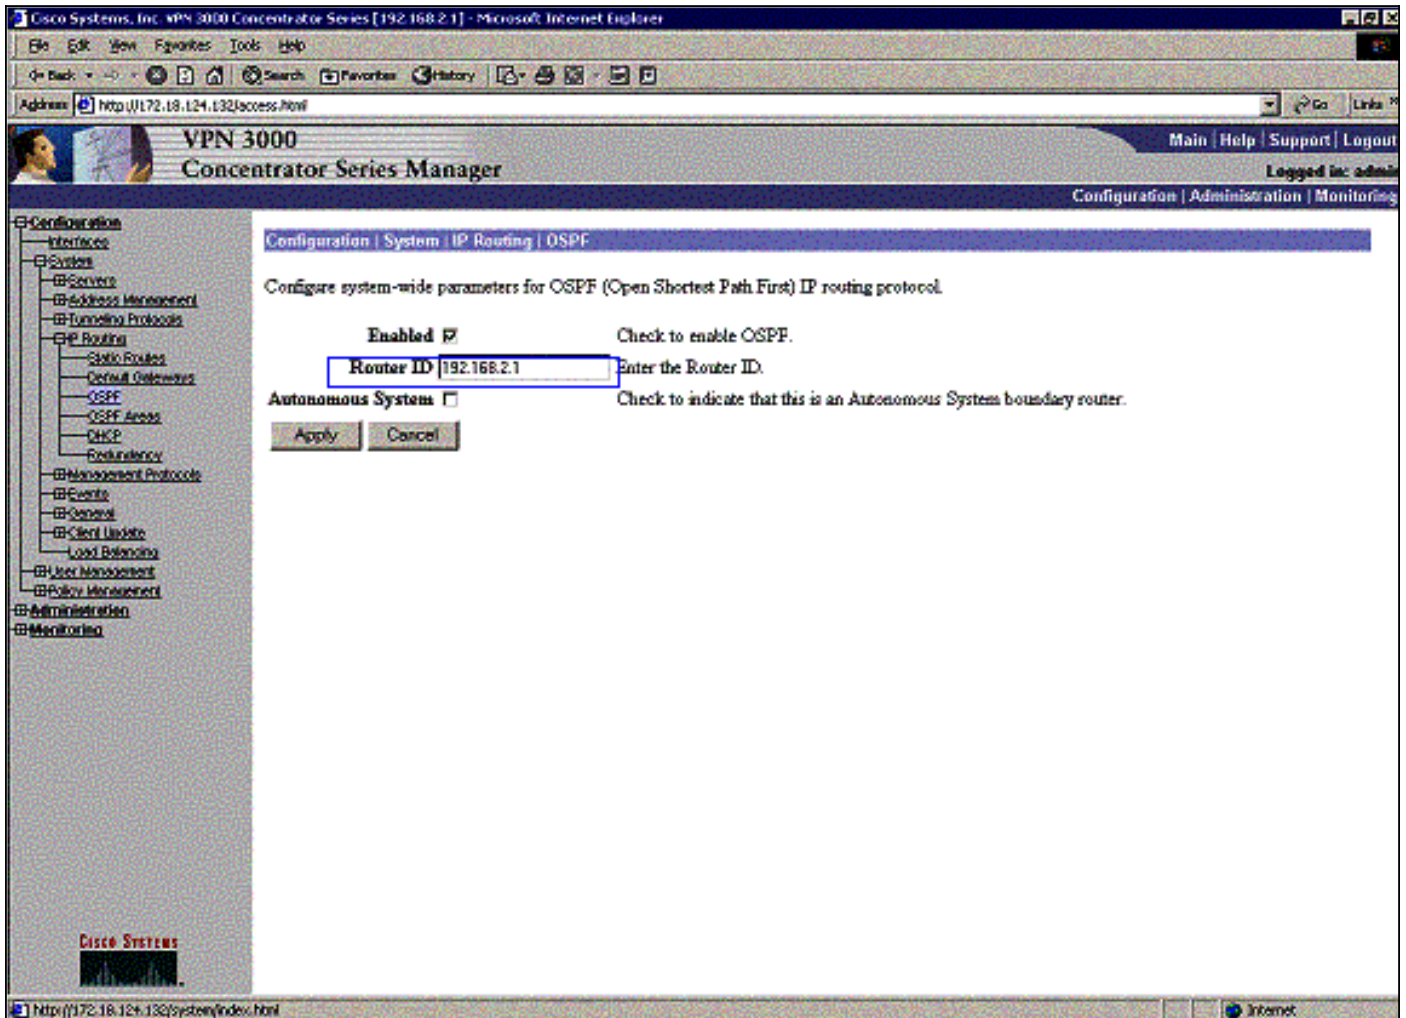 Cisco Systems, Inc. VPN 3000 Concentrator Series [192.168.2.1] - Microsoft Internet Explorer
File Edit View Favorites Tools Help
Back Search Favorites History
Address http://172.18.124.132/access.html Go Links »
VPN 3000
Concentrator Series Manager
Main | Help | Support | Logout
Logged in: admin
Configuration | Administration | Monitoring
Configuration
Interfaces
System
Servers
Address Management
Tunneling Protocols
IP Routing
Static Routes
Default Gateways
OSPF
OSPF Areas
DHCP
Redundancy
Management Protocols
Events
General
Client Update
Load Balancing
User Management
Policy Management
Administration
Monitoring
Configuration | System | IP Routing | OSPF
Configure system-wide parameters for OSPF (Open Shortest Path First) IP routing protocol.
Enabled Check to enable OSPF.
Router ID 192.168.2.1 Enter the Router ID.
Autonomous System Check to indicate that this is an Autonomous System boundary router.
Apply Cancel
CISCO SYSTEMS
http://172.18.124.132/system/index.html Internet